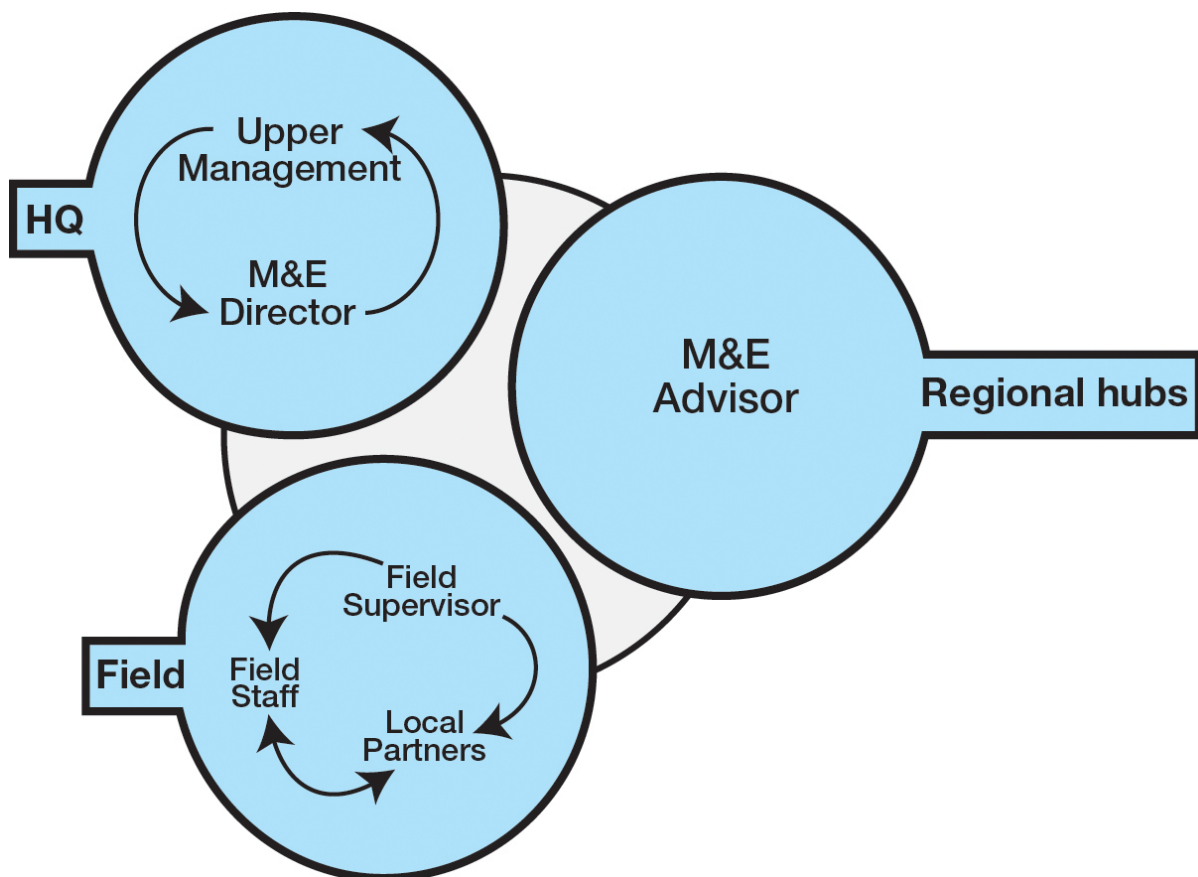 HQ
Upper
Management
M&E
Director
M&E
Advisor
Regional hubs
Field
Field
Supervisor
Field
Staff
Local
Partners